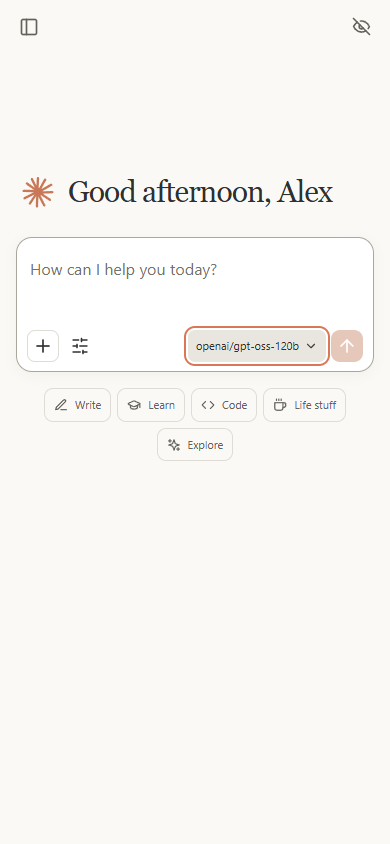 Good afternoon, Alex
How can I help you today?
openai/gpt-oss-120b
Write
Learn
Code
Life stuff
Explore